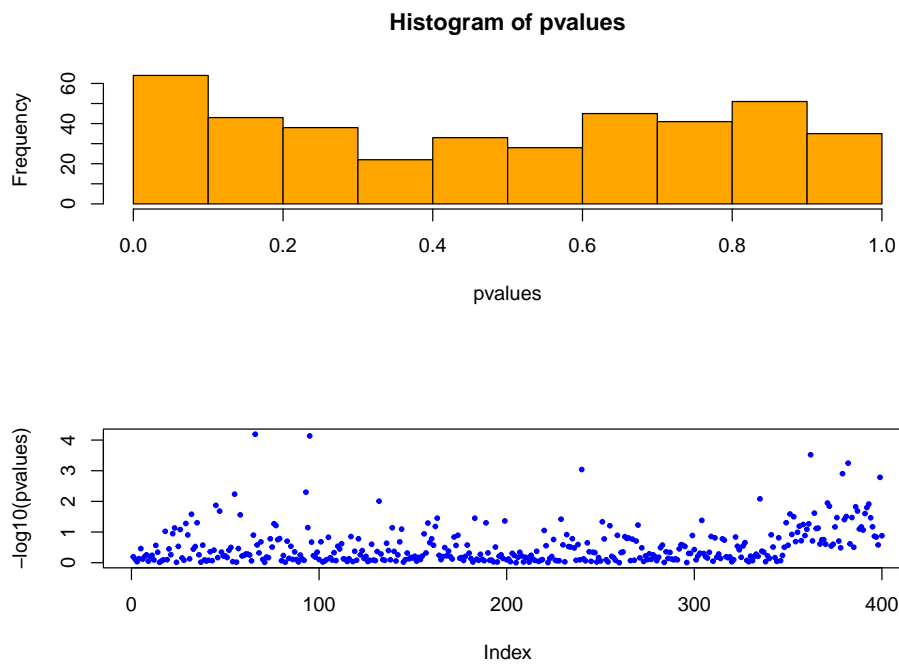 Histogram of pvalues
Frequency
0 20 40 60
0.0 0.2 0.4 0.6 0.8 1.0
pvalues
−log10(pvalues)
0 1 2 3 4
0 100 200 300 400
Index